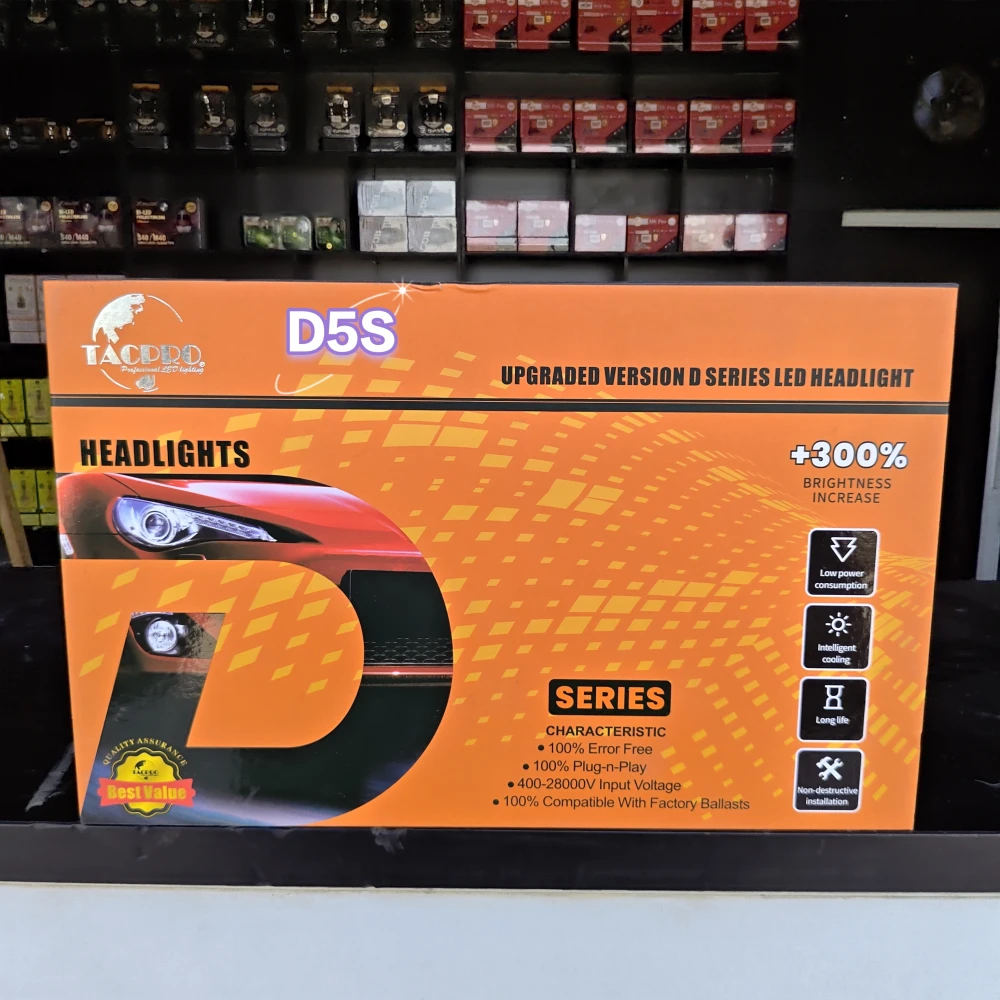 TACPRO
Professional LED lighting
D5S
UPGRADED VERSION D SERIES LED HEADLIGHT
HEADLIGHTS
+300%
BRIGHTNESS
INCREASE
Low power
consumption
Intelligent
cooling
Long life
Non-destructive
installation
SERIES
CHARACTERISTIC
• 100% Error Free
• 100% Plug-n-Play
• 400-28000V Input Voltage
• 100% Compatible With Factory Ballasts
QUALITY ASSURANCE
TACPRO
Best Value